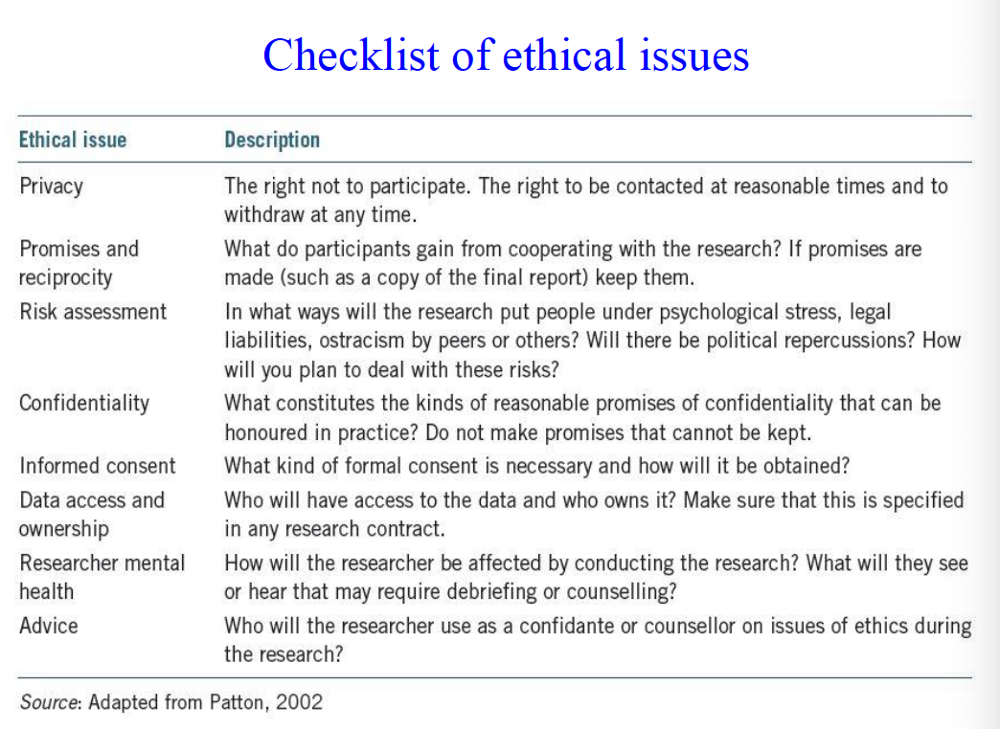 Checklist of ethical issues
Ethical issue Description
Privacy The right not to participate. The right to be contacted at reasonable times and to
withdraw at any time.
Promises and What do participants gain from cooperating with the research? If promises are
reciprocity made (such as a copy of the final report) keep them.
Risk assessment In what ways will the research put people under psychological stress, legal
liabilities, ostracism by peers or others? Will there be political repercussions? How
will you plan to deal with these risks?
Confidentiality What constitutes the kinds of reasonable promises of confidentiality that can be
honoured in practice? Do not make promises that cannot be kept.
Informed consent What kind of formal consent is necessary and how will it be obtained?
Data access and Who will have access to the data and who owns it? Make sure that this is specified
ownership in any research contract.
Researcher mental How will the researcher be affected by conducting the research? What will they see
health or hear that may require debriefing or counselling?
Advice Who will the researcher use as a confidante or counsellor on issues of ethics during
the research?
Source: Adapted from Patton, 2002